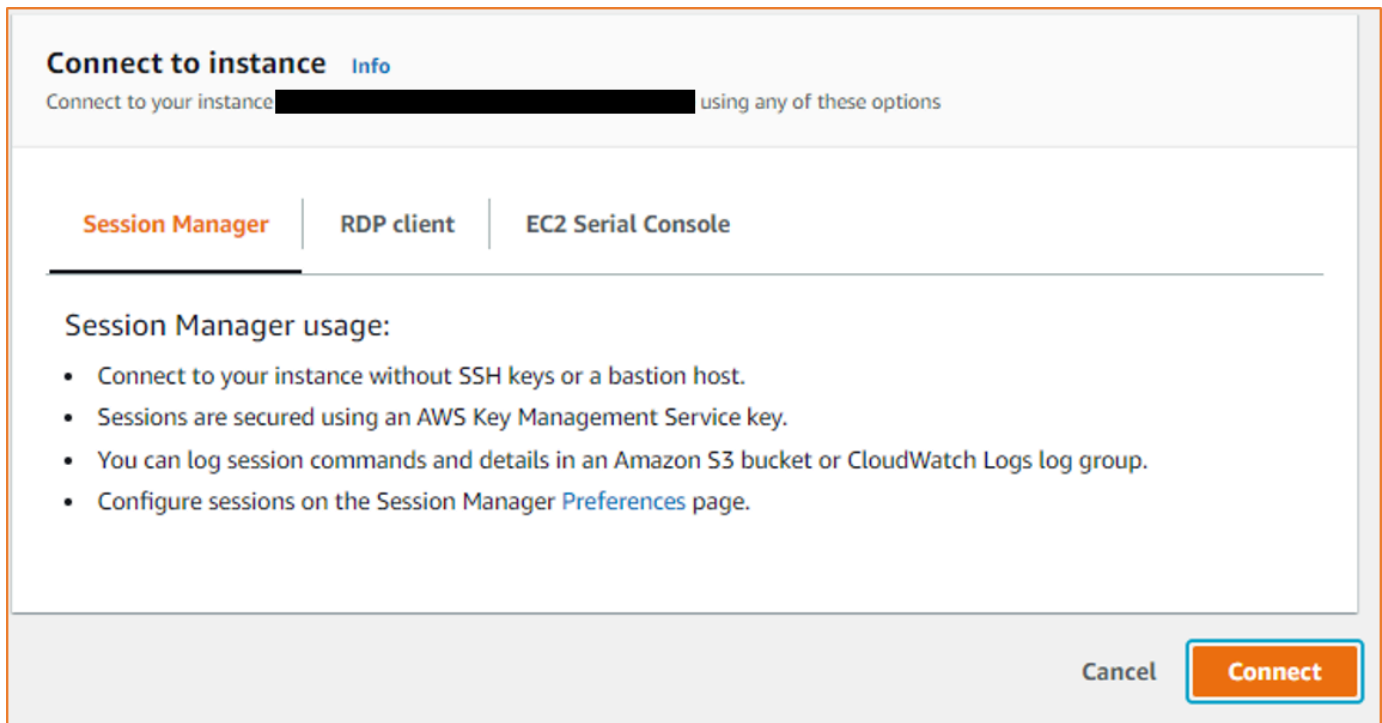 Connect to instance Info
Connect to your instance using any of these options
Session Manager RDP client EC2 Serial Console
Session Manager usage:
• Connect to your instance without SSH keys or a bastion host.
• Sessions are secured using an AWS Key Management Service key.
• You can log session commands and details in an Amazon S3 bucket or CloudWatch Logs log group.
• Configure sessions on the Session Manager Preferences page.
Cancel Connect